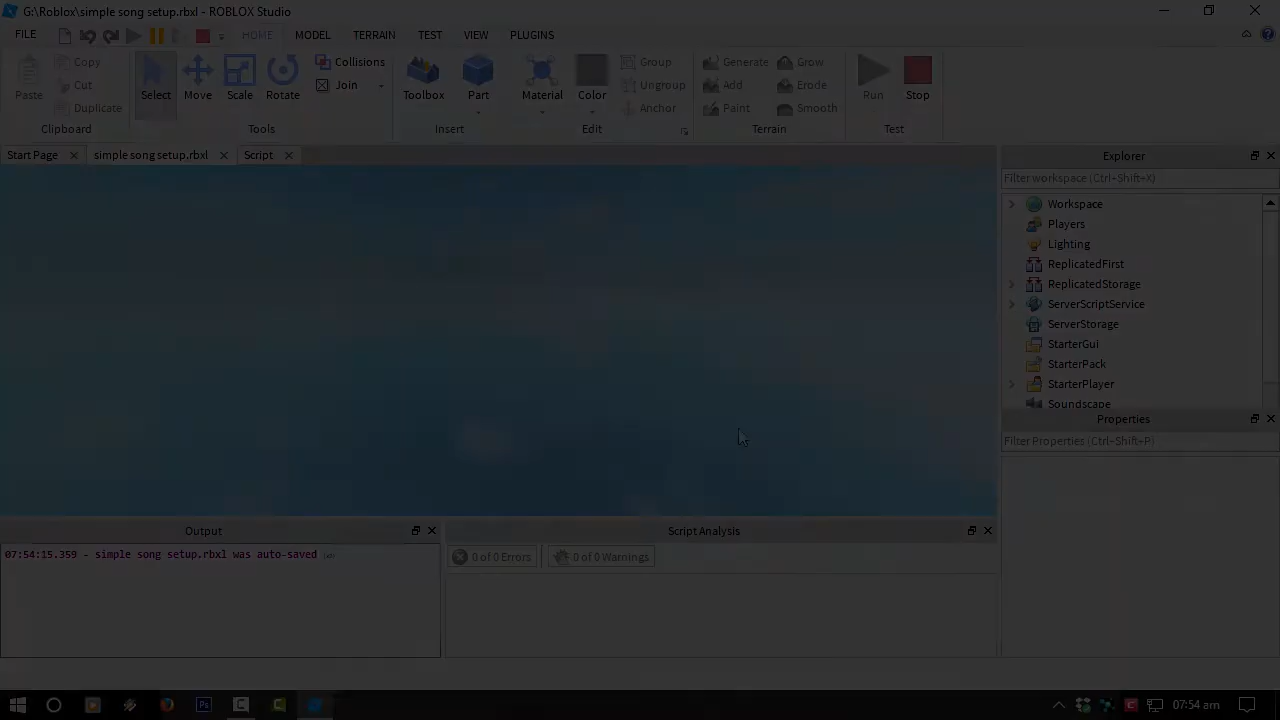 G:\Roblox\simple song setup.rbxl - ROBLOX Studio
FILE HOME MODEL TERRAIN TEST VIEW PLUGINS
Paste Copy Cut Duplicate
Select Move Scale Rotate Collisions Join
Toolbox Part
Material Color Group Ungroup Anchor
Generate Add Paint Grow Erode Smooth
Run Stop
Clipboard Tools Insert Edit Terrain Test
Start Page simple song setup.rbxl Script
Explorer
Filter workspace (Ctrl+Shift+X)
Workspace
Players
Lighting
ReplicatedFirst
ReplicatedStorage
ServerScriptService
ServerStorage
StarterGui
StarterPack
StarterPlayer
Soundscape
Properties
Filter Properties (Ctrl+Shift+P)
Output
07:54:15.359 - simple song setup.rbxl was auto-saved
Script Analysis
0 of 0 Errors 0 of 0 Warnings
Ps
07:54 am